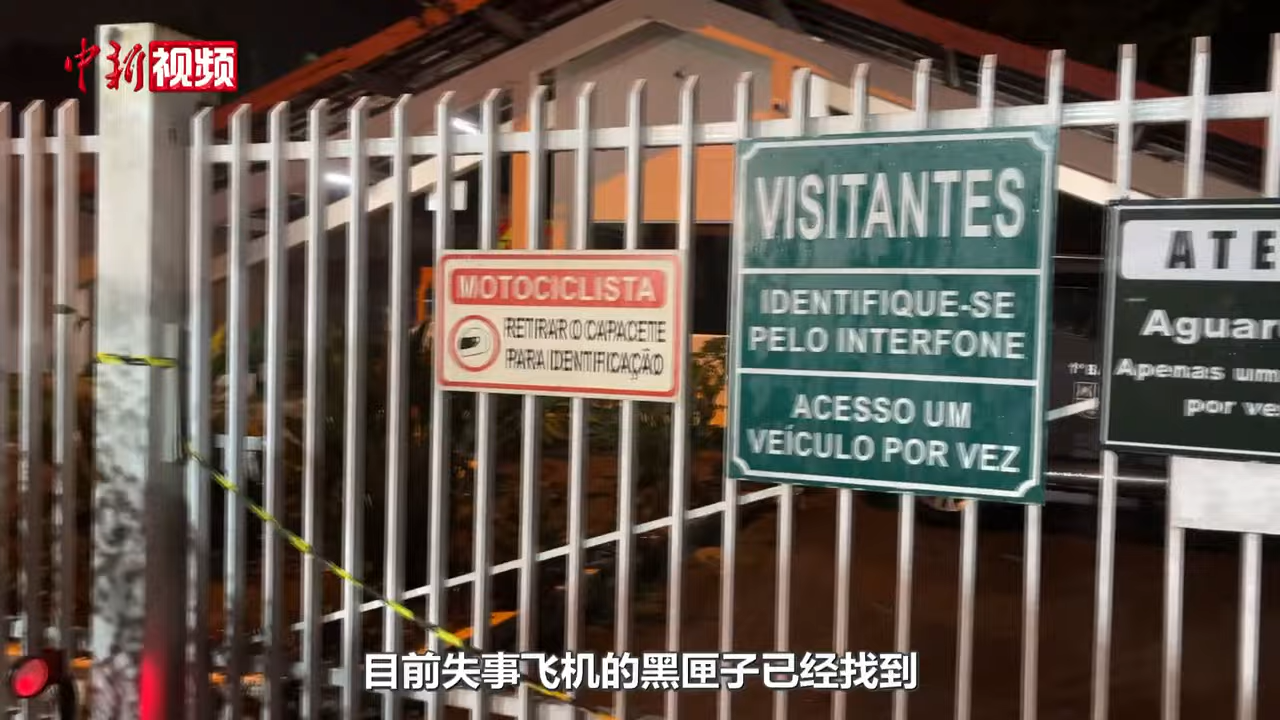 中新视频
MOTOCICLISTA
RETIRAR O CAPACETE
PARA IDENTIFICAÇÃO
VISITANTES
IDENTIFIQUE-SE
PELO INTERFONE
ACESSO UM
VEÍCULO POR VEZ
ATE
Aguar
Apenas um
por ve
目前失事飞机的黑匣子已经找到